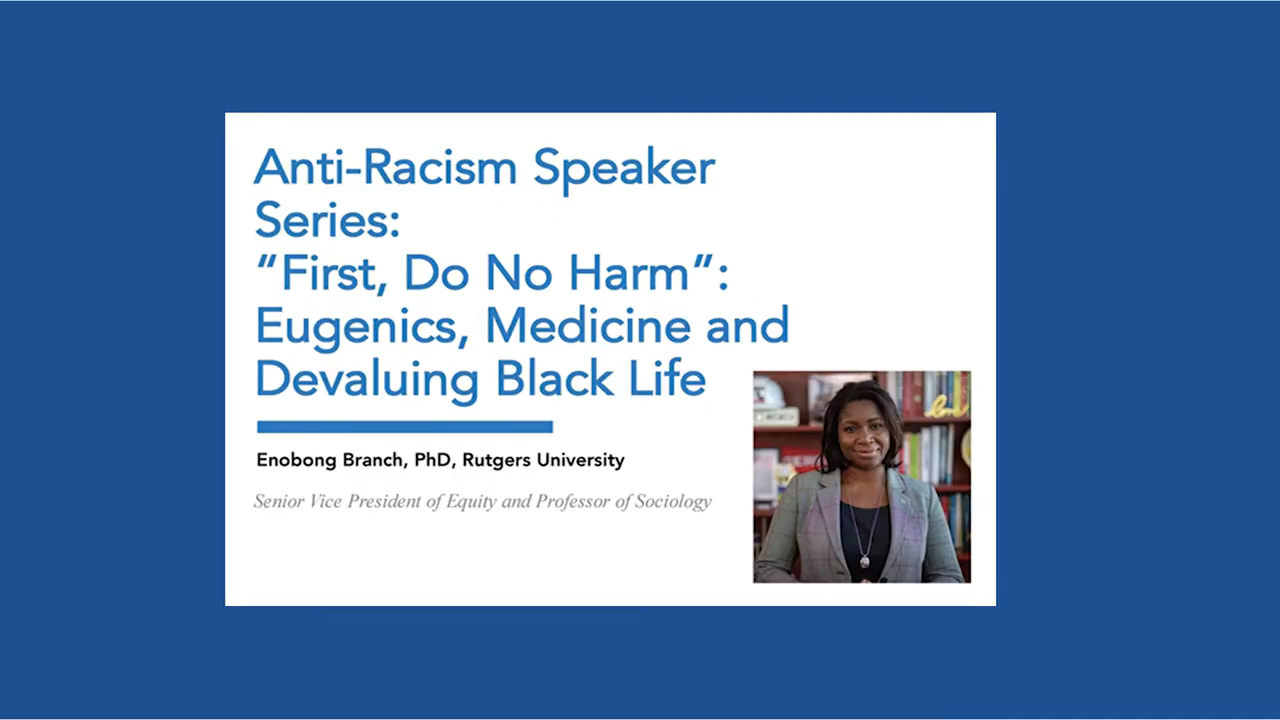 Anti-Racism Speaker
Series:
“First, Do No Harm”:
Eugenics, Medicine and
Devaluing Black Life
Enobong Branch, PhD, Rutgers University
Senior Vice President of Equity and Professor of Sociology